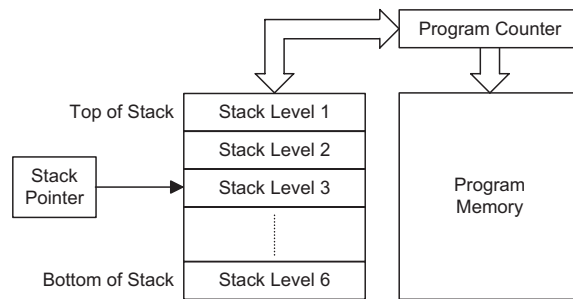 Program Counter
Top of Stack
Stack Level 1
Stack Level 2
Stack
Pointer
Stack Level 3
Program
Memory
Bottom of Stack
Stack Level 6